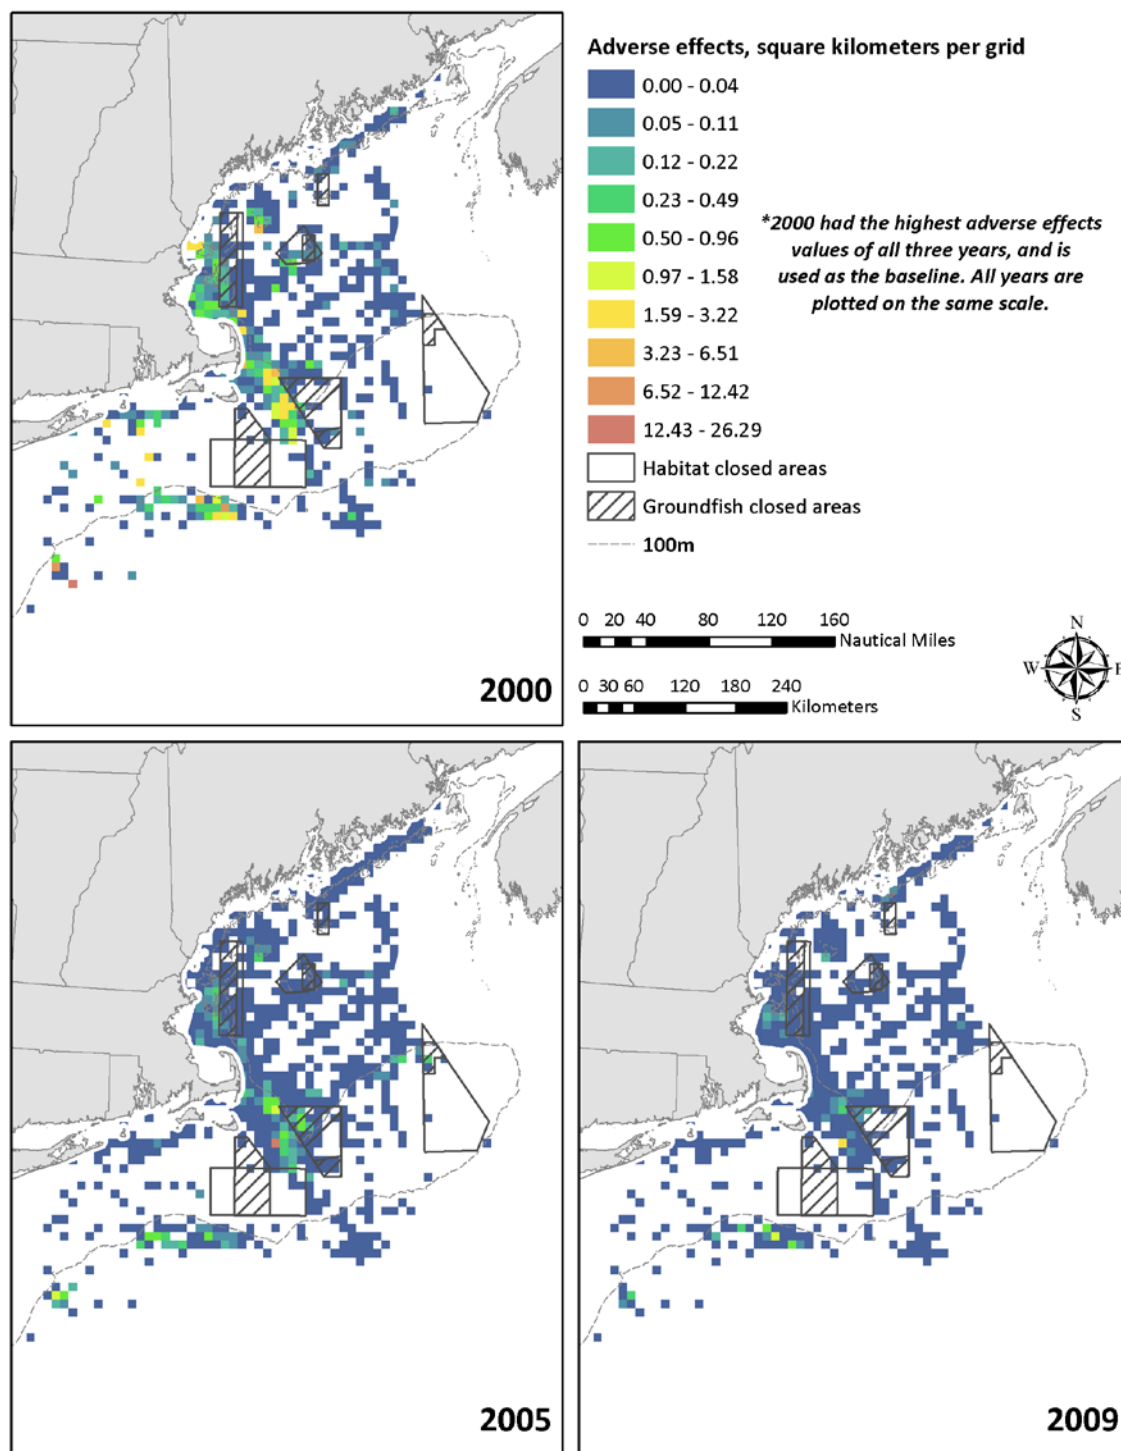 Adverse effects, square kilometers per grid
0.00 - 0.04
0.05 - 0.11
0.12 - 0.22
0.23 - 0.49
0.50 - 0.96
0.97 - 1.58
1.59 - 3.22
3.23 - 6.51
6.52 - 12.42
12.43 - 26.29
Habitat closed areas
Groundfish closed areas
100m
*2000 had the highest adverse effects
values of all three years, and is
used as the baseline. All years are
plotted on the same scale.
0 20 40 80 120 160
Nautical Miles
0 30 60 120 180 240
Kilometers
N
W E
S
2000
2005
2009